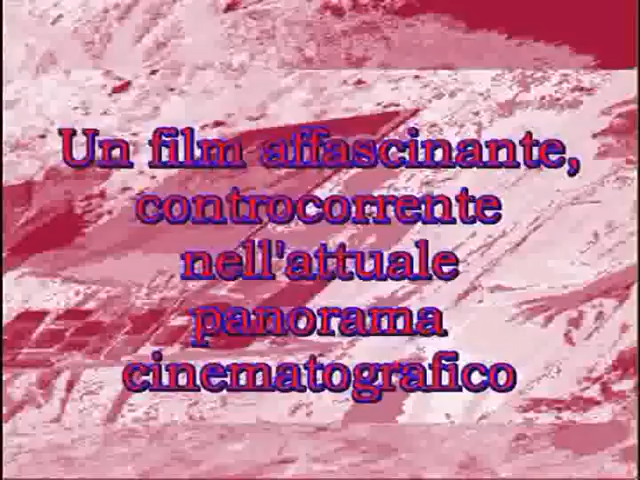 Un film affascinante,
controcorrente
nell'attuale
panorama
cinematografico